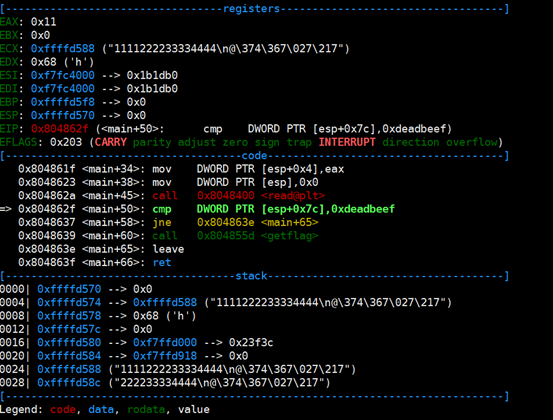 [----------------------------------registers-----------------------------------]
EAX: 0x11
EBX: 0x0
ECX: 0xffffd588 ("1111222233334444\n@\374\367\027\217")
EDX: 0x68 ('h')
ESI: 0xf7fc4000 --> 0x1b1db0
EDI: 0xf7fc4000 --> 0x1b1db0
EBP: 0xffffd5f8 --> 0x0
ESP: 0xffffd570 --> 0x0
EIP: 0x804862f (<main+50>:      cmp    DWORD PTR [esp+0x7c],0xdeadbeef)
EFLAGS: 0x203 (CARRY parity adjust zero sign trap INTERRUPT direction overflow)
[-------------------------------------code-------------------------------------]
   0x804861f <main+34>: mov    DWORD PTR [esp+0x4],eax
   0x8048623 <main+38>: mov    DWORD PTR [esp],0x0
   0x804862a <main+45>: call   0x8048400 <read@plt>
=> 0x804862f <main+50>: cmp    DWORD PTR [esp+0x7c],0xdeadbeef
   0x8048637 <main+58>: jne    0x804863e <main+65>
   0x8048639 <main+60>: call   0x804855d <getflag>
   0x804863e <main+65>: leave
   0x804863f <main+66>: ret
[------------------------------------stack-------------------------------------]
0000| 0xffffd570 --> 0x0
0004| 0xffffd574 --> 0xffffd588 ("1111222233334444\n@\374\367\027\217")
0008| 0xffffd578 --> 0x68 ('h')
0012| 0xffffd57c --> 0x0
0016| 0xffffd580 --> 0xf7ffd000 --> 0x23f3c
0020| 0xffffd584 --> 0xf7ffd918 --> 0x0
0024| 0xffffd588 ("1111222233334444\n@\374\367\027\217")
0028| 0xffffd58c ("222233334444\n@\374\367\027\217")
[------------------------------------------------------------------------------]
Legend: code, data, rodata, value